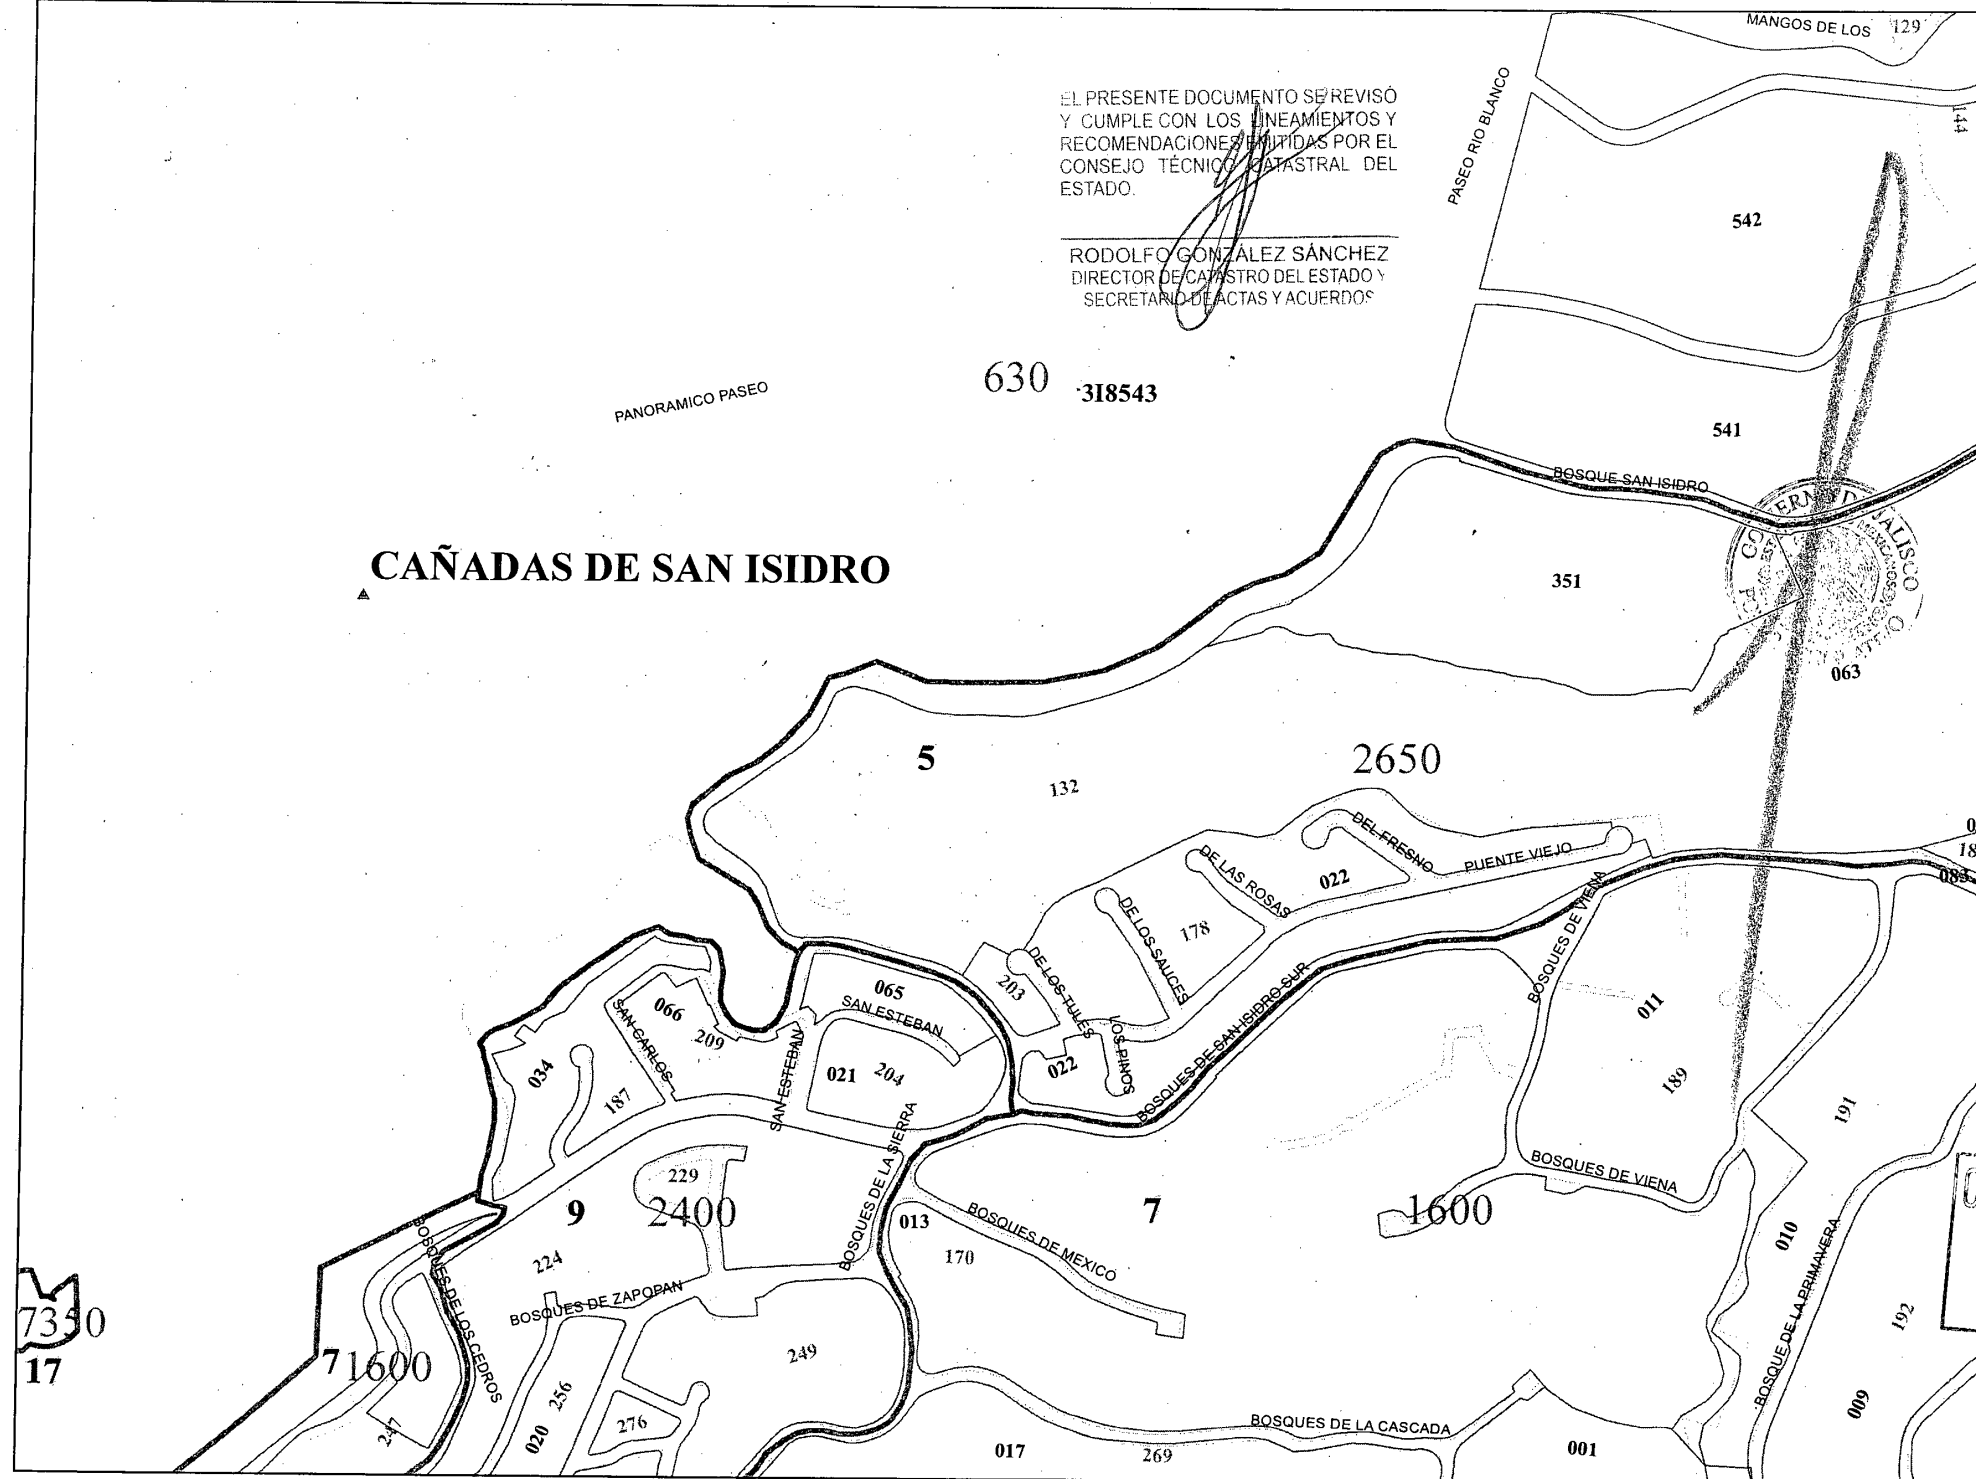 MANGOS DE LOS 129
EL PRESENTE DOCUMENTO SE REVISÓ
Y CUMPLE CON LOS LINEAMIENTOS Y
RECOMENDACIONES EMITIDAS POR EL
CONSEJO TÉCNICO CATASTRAL DEL
ESTADO.
RODOLFO GONZÁLEZ SÁNCHEZ
DIRECTOR DE CATASTRO DEL ESTADO Y
SECRETARIO DE ACTAS Y ACUERDOS
PASEO RIO BLANCO
144
542
630
3I8543
PANORAMICO PASEO
541
BOSQUE SAN ISIDRO
CAÑADAS DE SAN ISIDRO
351
063
5
132
2650
DEL FRESNO
PUENTE VIEJO
DE LAS ROSAS
022
083
DE LOS SAUCES
178
BOSQUES DE VIENA
DE LOS TULES
203
065
SAN ESTEBAN
066
209
SAN CARLOS
LOS PINOS
BOSQUES DE SAN ISIDRO SUR
011
189
034
187
SAN ESTEBAN
021
204
022
191
BOSQUES DE LA SIERRA
229
BOSQUES DE VIENA
9
2400
013
BOSQUES DE MEXICO
7
1600
010
224
170
BOSQUES DE LOS CEDROS
BOSQUES DE ZAPOPAN
BOSQUE DE LA PRIMAVERA
192
7350
17
7
1600
249
256
276
247
020
BOSQUES DE LA CASCADA
009
017
269
001